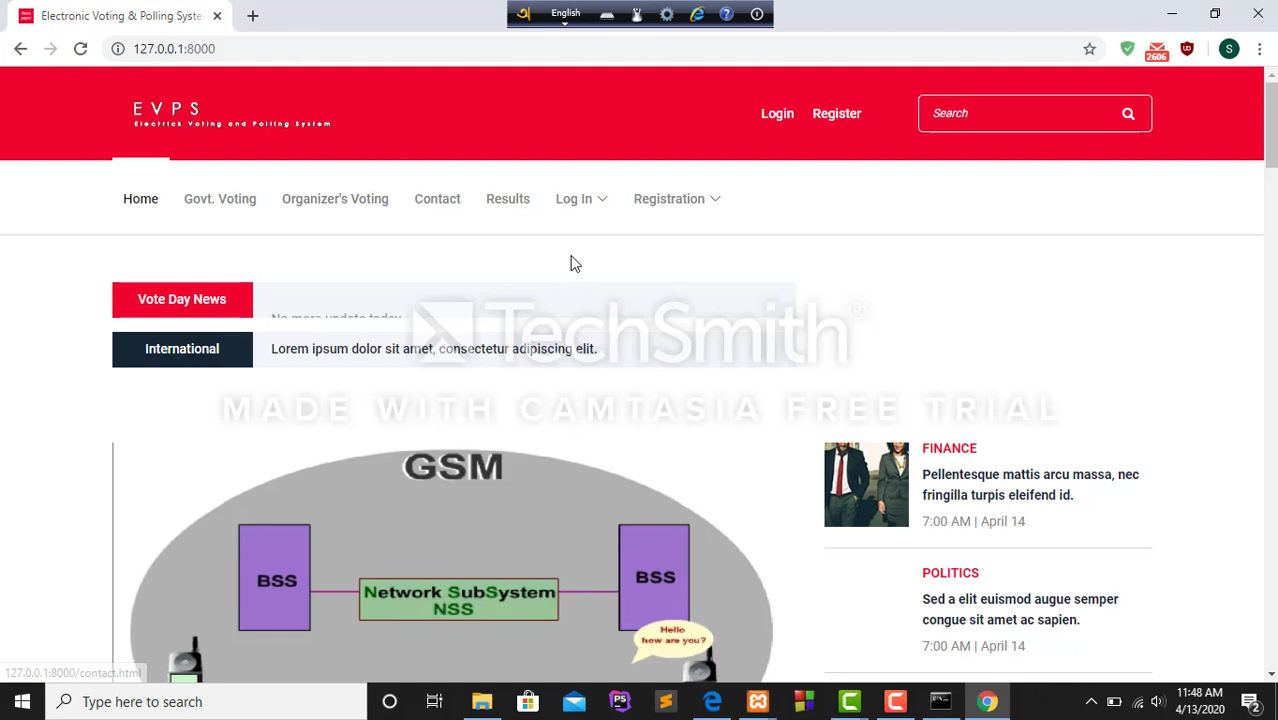 Electronic Voting & Polling Syste
English
127.0.0.1:8000
2606
UD
S
EVPS
Electrick Voting and Polling System
Login
Register
Search
Home
Govt. Voting
Organizer's Voting
Contact
Results
Log In
Registration
Vote Day News
No more update today
International
Lorem ipsum dolor sit amet, consectetur adipiscing elit.
TechSmith®
MADE WITH CAMTASIA FREE TRIAL
GSM
BSS
Network SubSystem
NSS
BSS
Hello
how are you?
FINANCE
Pellentesque mattis arcu massa, nec
fringilla turpis eleifend id.
7:00 AM | April 14
POLITICS
Sed a elit euismod augue semper
congue sit amet ac sapien.
7:00 AM | April 14
127.0.0.1:8000/contact.html
Type here to search
11:48 AM
4/13/2020
2